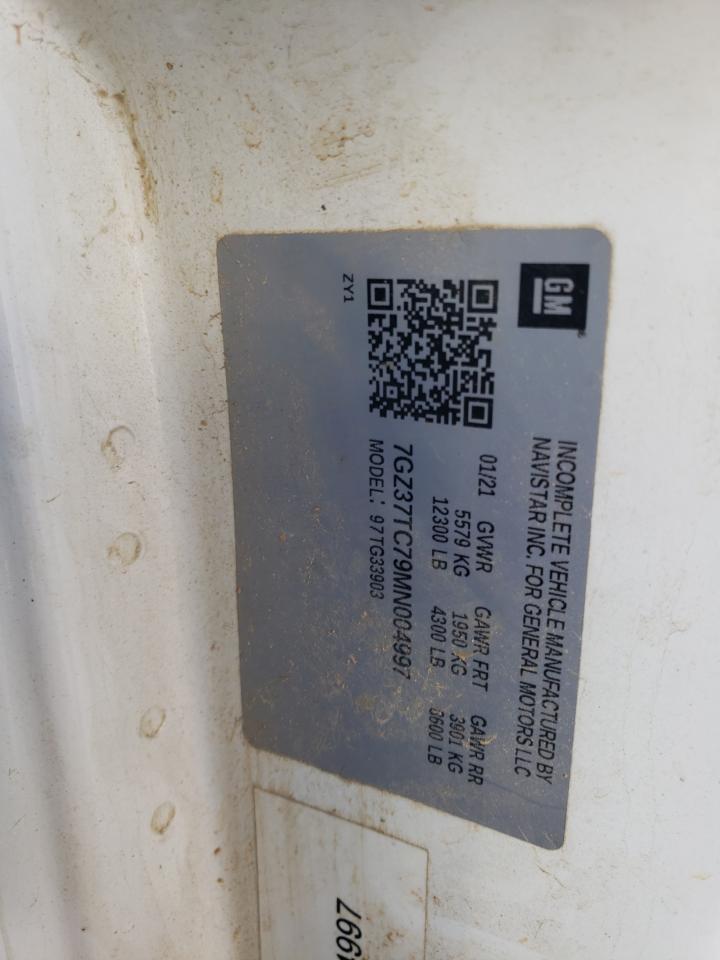 GM
INCOMPLETE VEHICLE MANUFACTURED BY
NAVISTAR INC. FOR GENERAL MOTORS LLC
01/21 GVWR GAWR FRT GAWR RR
5579 KG 1950 KG 3901 KG
12300 LB 4300 LB 8600 LB
7GZ37TC79MN004997
MODEL: 97TG33903
ZY1